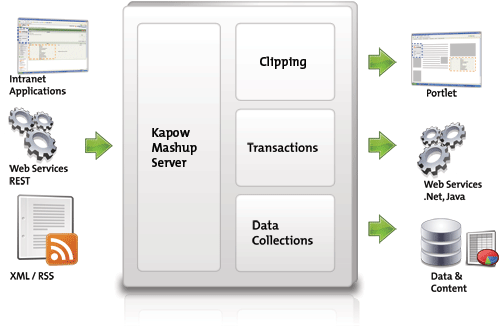 Intranet
Applications
Web Services
REST
XML / RSS
Kapow
Mashup
Server
Clipping
Transactions
Data
Collections
Portlet
Web Services
.Net, Java
Data &
Content